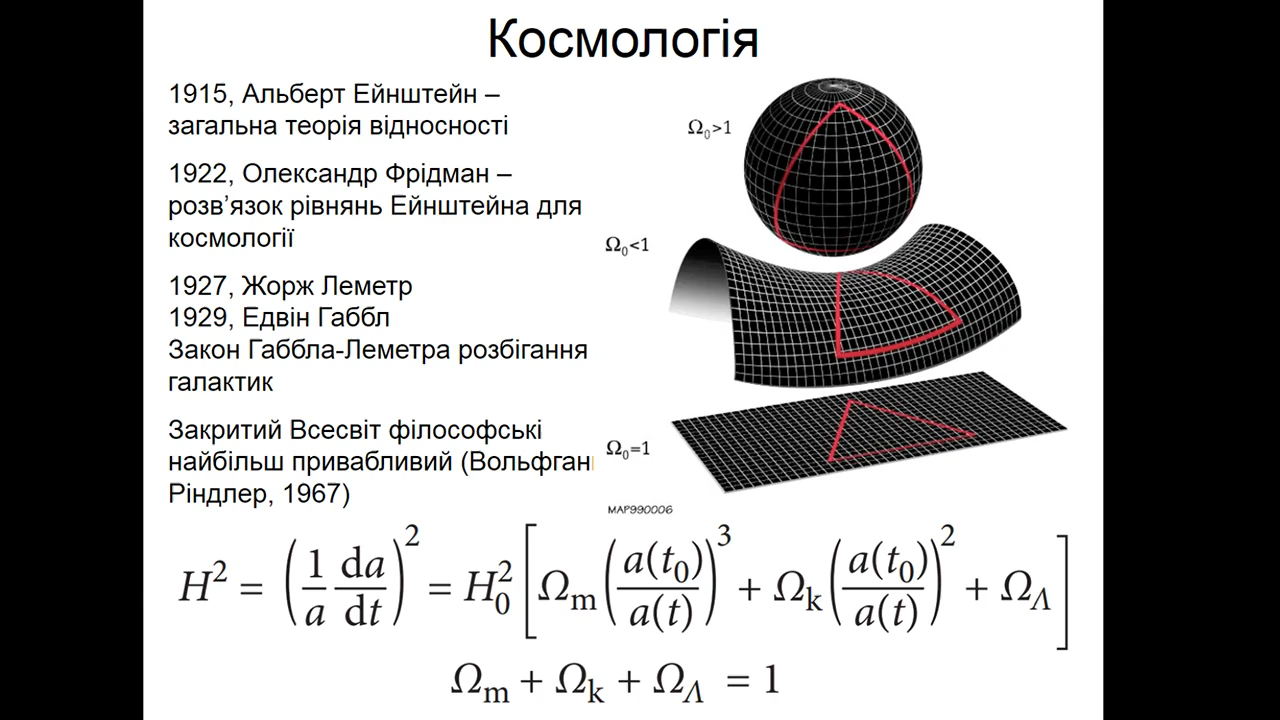 Космологія
1915, Альберт Ейнштейн –
загальна теорія відносності
1922, Олександр Фрідман –
розв’язок рівнянь Ейнштейна для
космології
1927, Жорж Леметр
1929, Едвін Габбл
Закон Габбла-Леметра розбігання
галактик
Закритий Всесвіт філософські
найбільш привабливий (Вольфганг
Ріндлер, 1967)
Ω₀>1
Ω₀<1
Ω₀=1
MAP990006
H² = (1/a da/dt)² = H₀² [Ωm (a(t₀)/a(t))³ + Ωk (a(t₀)/a(t))² + ΩΛ]
Ωm + Ωk + ΩΛ = 1